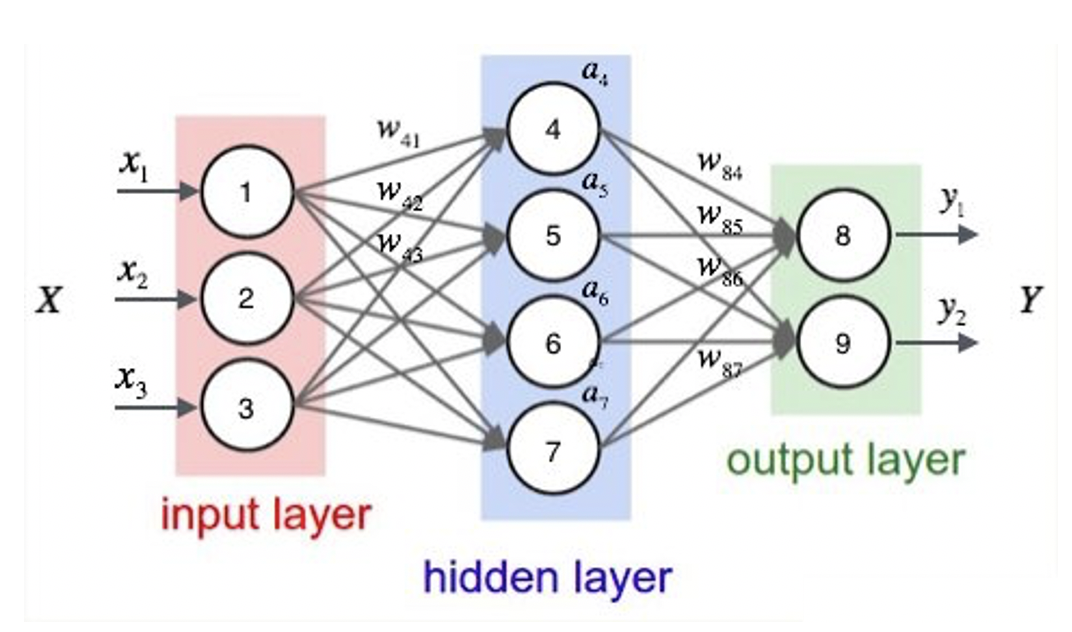 X
x₁
x₂
x₃
1
2
3
input layer
w₄₁
w₄₂
w₄₃
a₄
4
a₅
5
a₆
6
a₇
7
hidden layer
w₈₄
w₈₅
w₈₆
w₈₇
8
9
output layer
y₁
y₂
Y